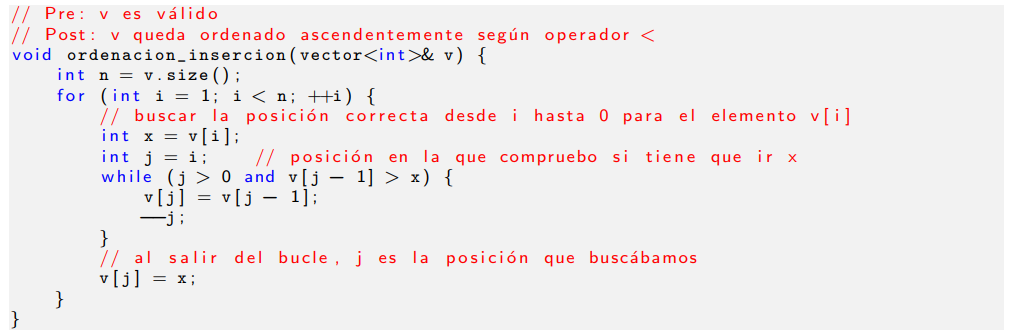 // Pre: v es válido
// Post: v queda ordenado ascendentemente según operador <
void ordenacion_insercion(vector<int>& v) {
    int n = v.size();
    for (int i = 1; i < n; ++i) {
        // buscar la posición correcta desde i hasta 0 para el elemento v[i]
        int x = v[i];
        int j = i;    // posición en la que compruebo si tiene que ir x
        while (j > 0 and v[j - 1] > x) {
            v[j] = v[j - 1];
            --j;
        }
        // al salir del bucle, j es la posición que buscábamos
        v[j] = x;
    }
}